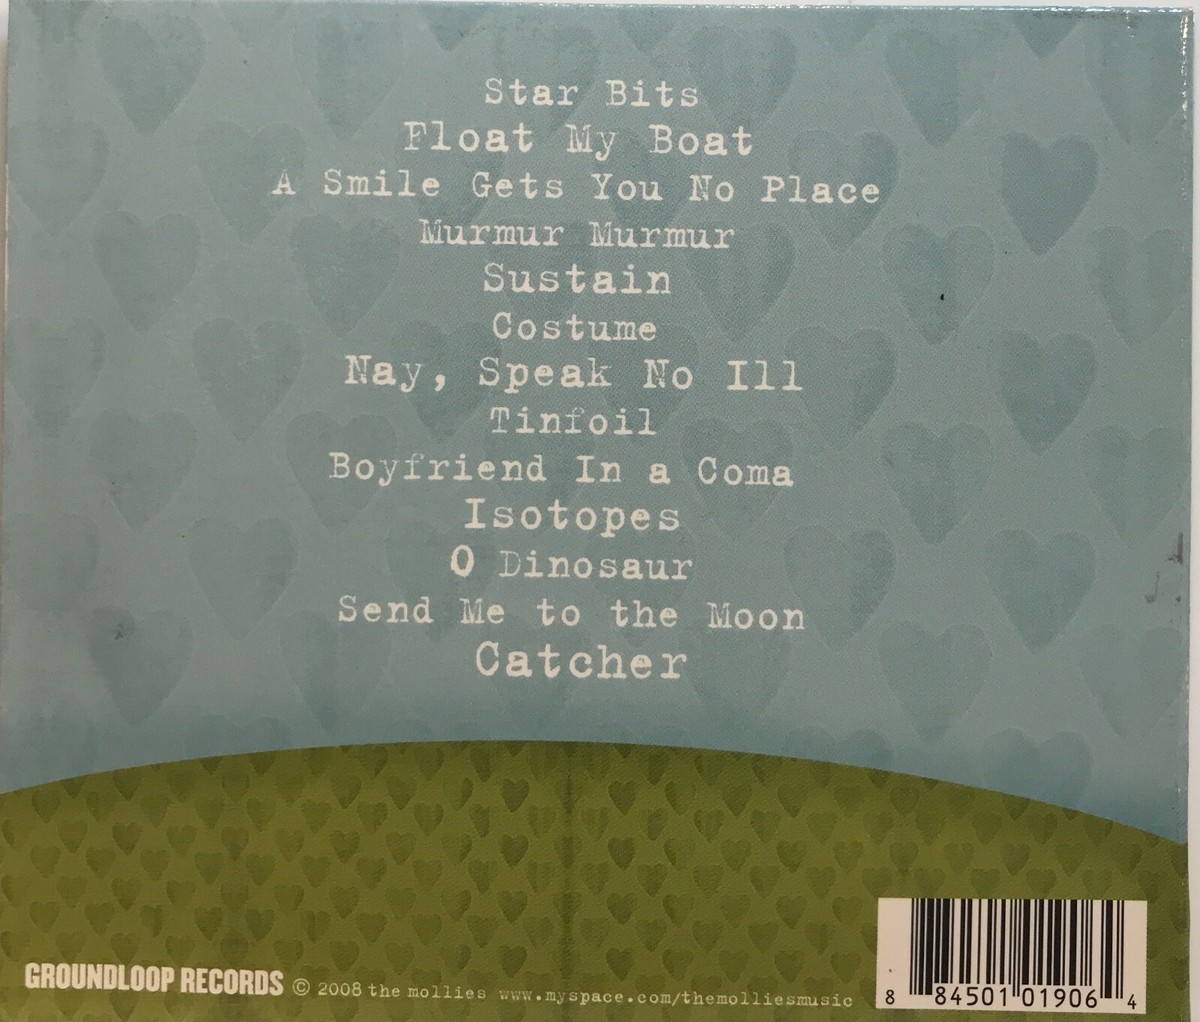 Star Bits
Float My Boat
A Smile Gets You No Place
Murmur Murmur
Sustain
Costume
Nay, Speak No Ill
Tinfoil
Boyfriend In a Coma
Isotopes
O Dinosaur
Send Me to the Moon
Catcher
GROUNDLOOP RECORDS © 2008 the mollies www.myspace.com/themolliesmusic
8 84501 01906 4